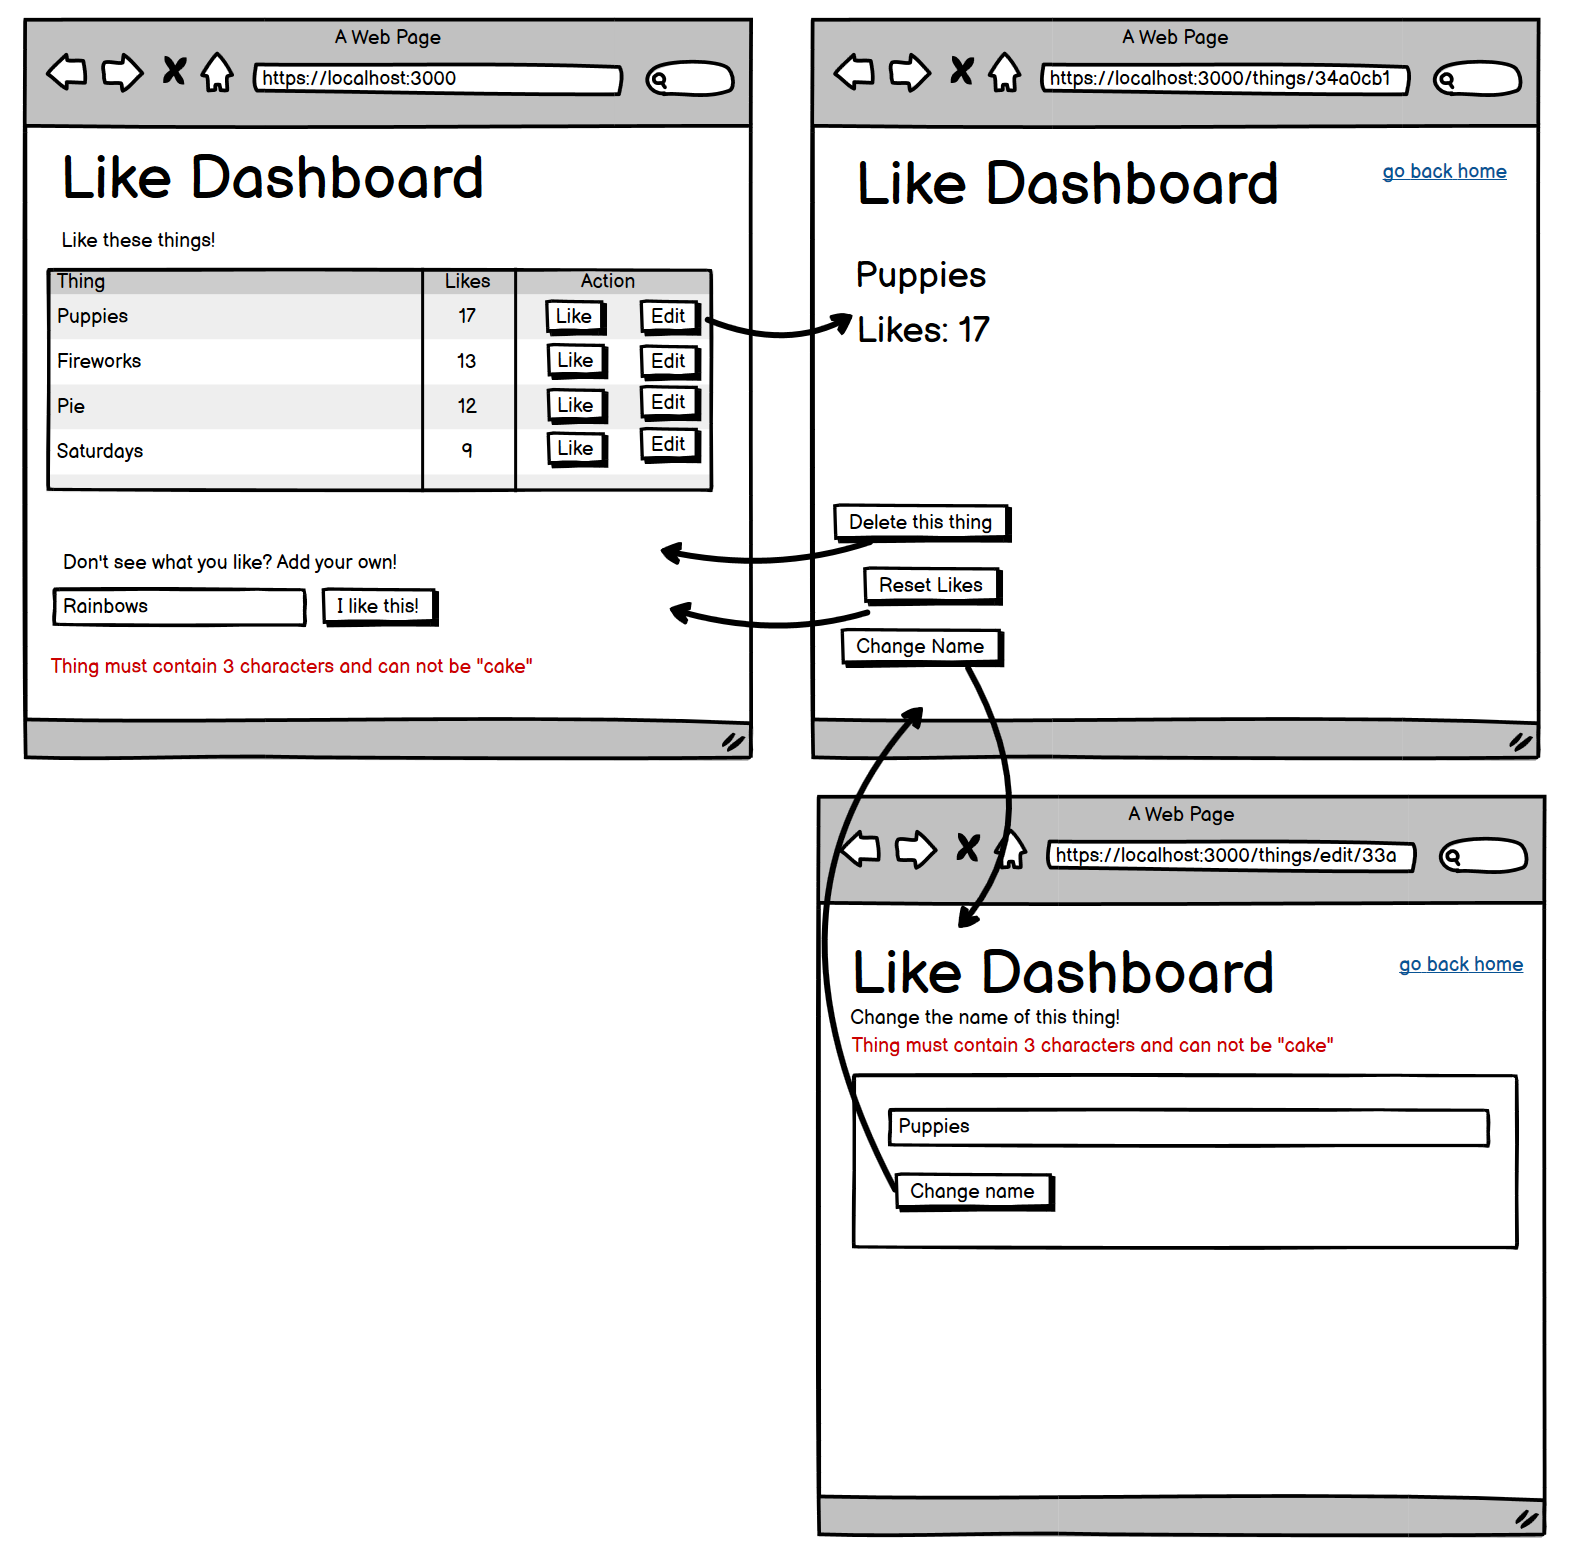 A Web Page
https://localhost:3000
Like Dashboard
Like these things!
Thing Likes Action
Puppies 17 Like Edit
Fireworks 13 Like Edit
Pie 12 Like Edit
Saturdays 9 Like Edit
Don't see what you like? Add your own!
Rainbows I like this!
Thing must contain 3 characters and can not be "cake"
A Web Page
https://localhost:3000/things/34a0cb1
Like Dashboard go back home
Puppies
Likes: 17
Delete this thing
Reset Likes
Change Name
A Web Page
https://localhost:3000/things/edit/33a
Like Dashboard go back home
Change the name of this thing!
Thing must contain 3 characters and can not be "cake"
Puppies
Change name